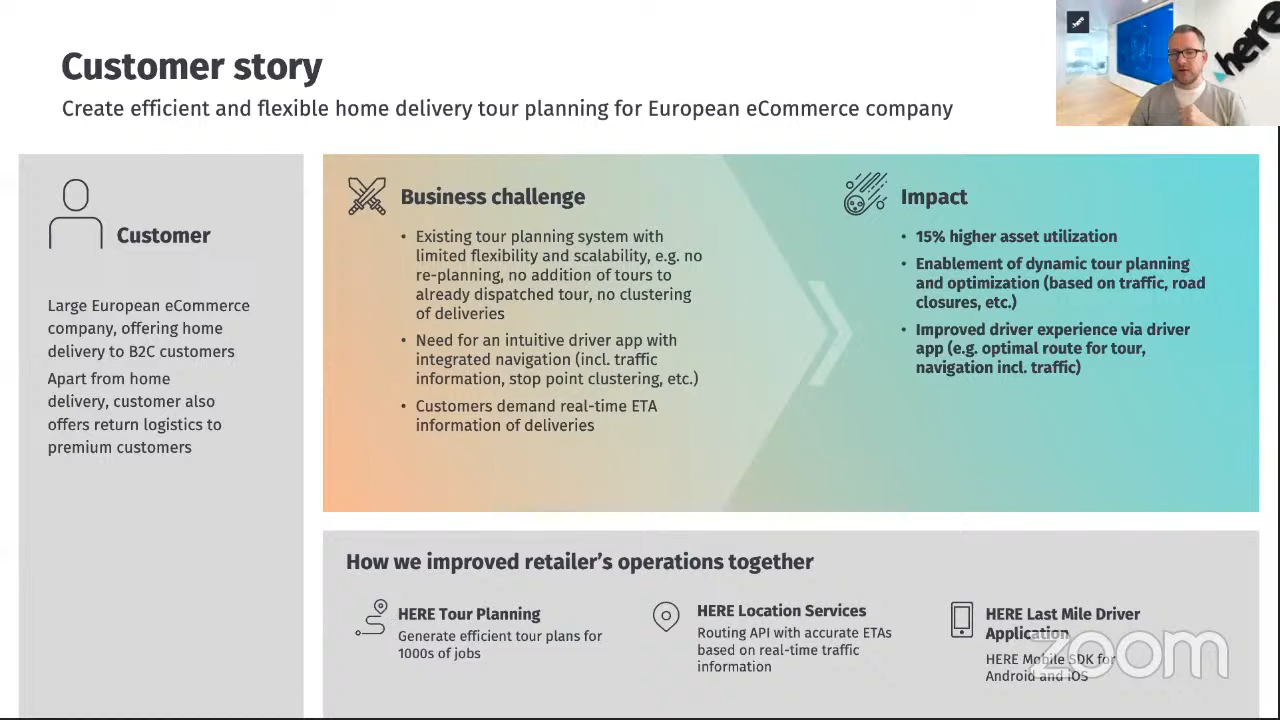 Customer story
Create efficient and flexible home delivery tour planning for European eCommerce company
here
here
Customer
Large European eCommerce
company, offering home
delivery to B2C customers
Apart from home
delivery, customer also
offers return logistics to
premium customers
Business challenge
• Existing tour planning system with
limited flexibility and scalability, e.g. no
re-planning, no addition of tours to
already dispatched tour, no clustering
of deliveries
• Need for an intuitive driver app with
integrated navigation (incl. traffic
information, stop point clustering, etc.)
• Customers demand real-time ETA
information of deliveries
Impact
• 15% higher asset utilization
• Enablement of dynamic tour planning
and optimization (based on traffic, road
closures, etc.)
• Improved driver experience via driver
app (e.g. optimal route for tour,
navigation incl. traffic)
How we improved retailer's operations together
HERE Tour Planning
Generate efficient tour plans for
1000s of jobs
HERE Location Services
Routing API with accurate ETAs
based on real-time traffic
information
HERE Last Mile Driver
Application
HERE Mobile SDK for
Android and iOS
zoom